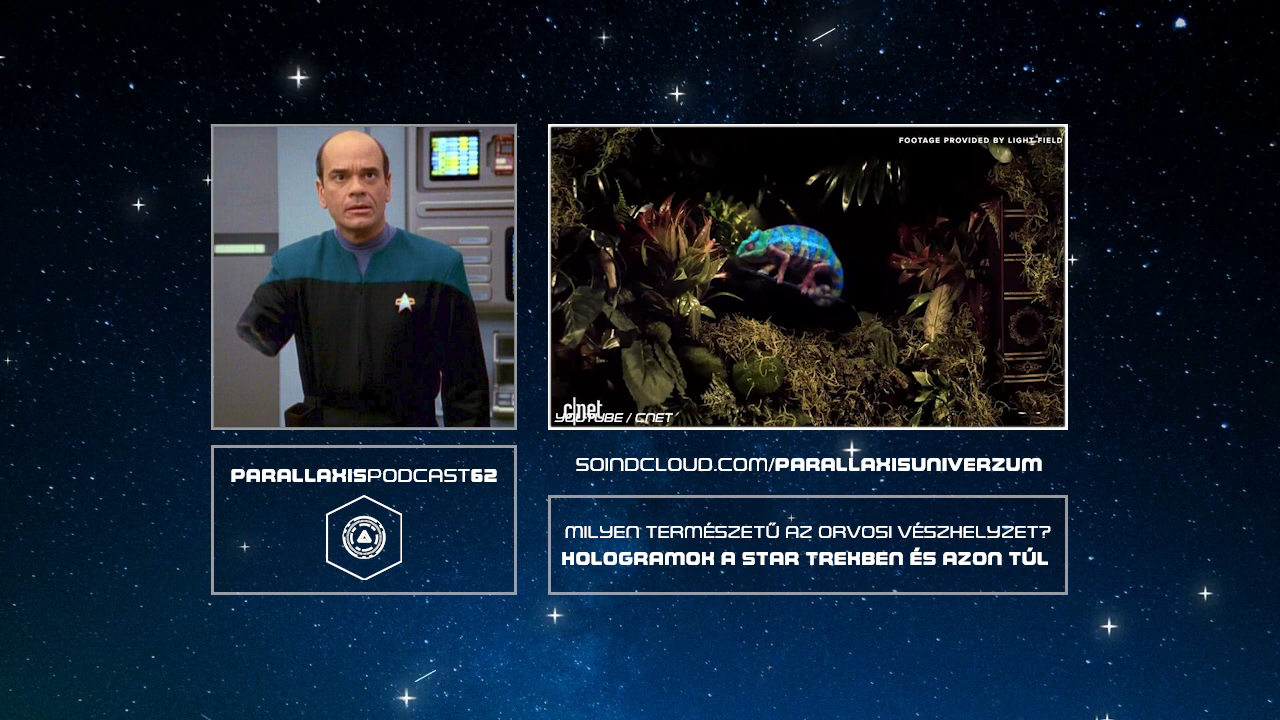 FOOTAGE PROVIDED BY LIGHT FIELD
c|net
YOUTUBE / CNET
PARALLAXISPODCAST62
SOINDCLOUD.COM/PARALLAXISUNIVERZUM
MILYEN TERMÉSZETŰ AZ ORVOSI VÉSZHELYZET?
HOLOGRAMOK A STAR TREKBEN ÉS AZON TÚL